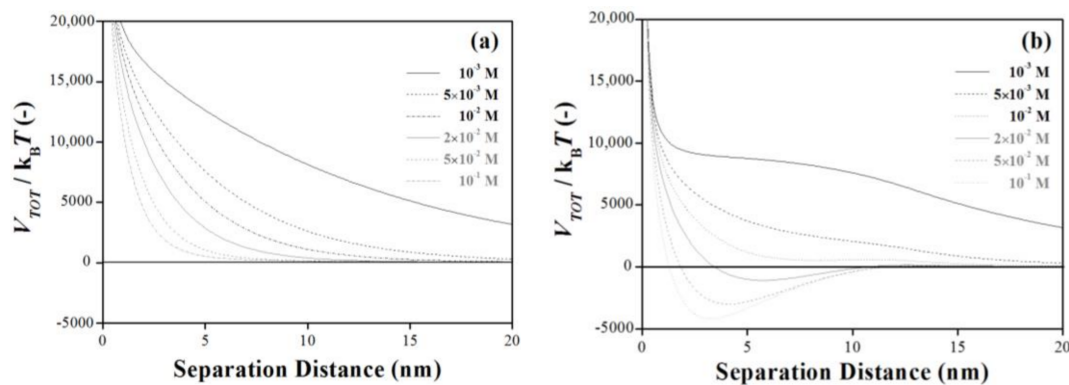 20,000
15,000
10,000
5000
0
-5000
V_TOT / k_B T (-)
(a)
10⁻³ M
5×10⁻³ M
10⁻² M
2×10⁻² M
5×10⁻² M
10⁻¹ M
0 5 10 15 20
Separation Distance (nm)
20,000
15,000
10,000
5000
0
-5000
V_TOT / k_B T (-)
(b)
10⁻³ M
5×10⁻³ M
10⁻² M
2×10⁻² M
5×10⁻² M
10⁻¹ M
0 5 10 15 20
Separation Distance (nm)